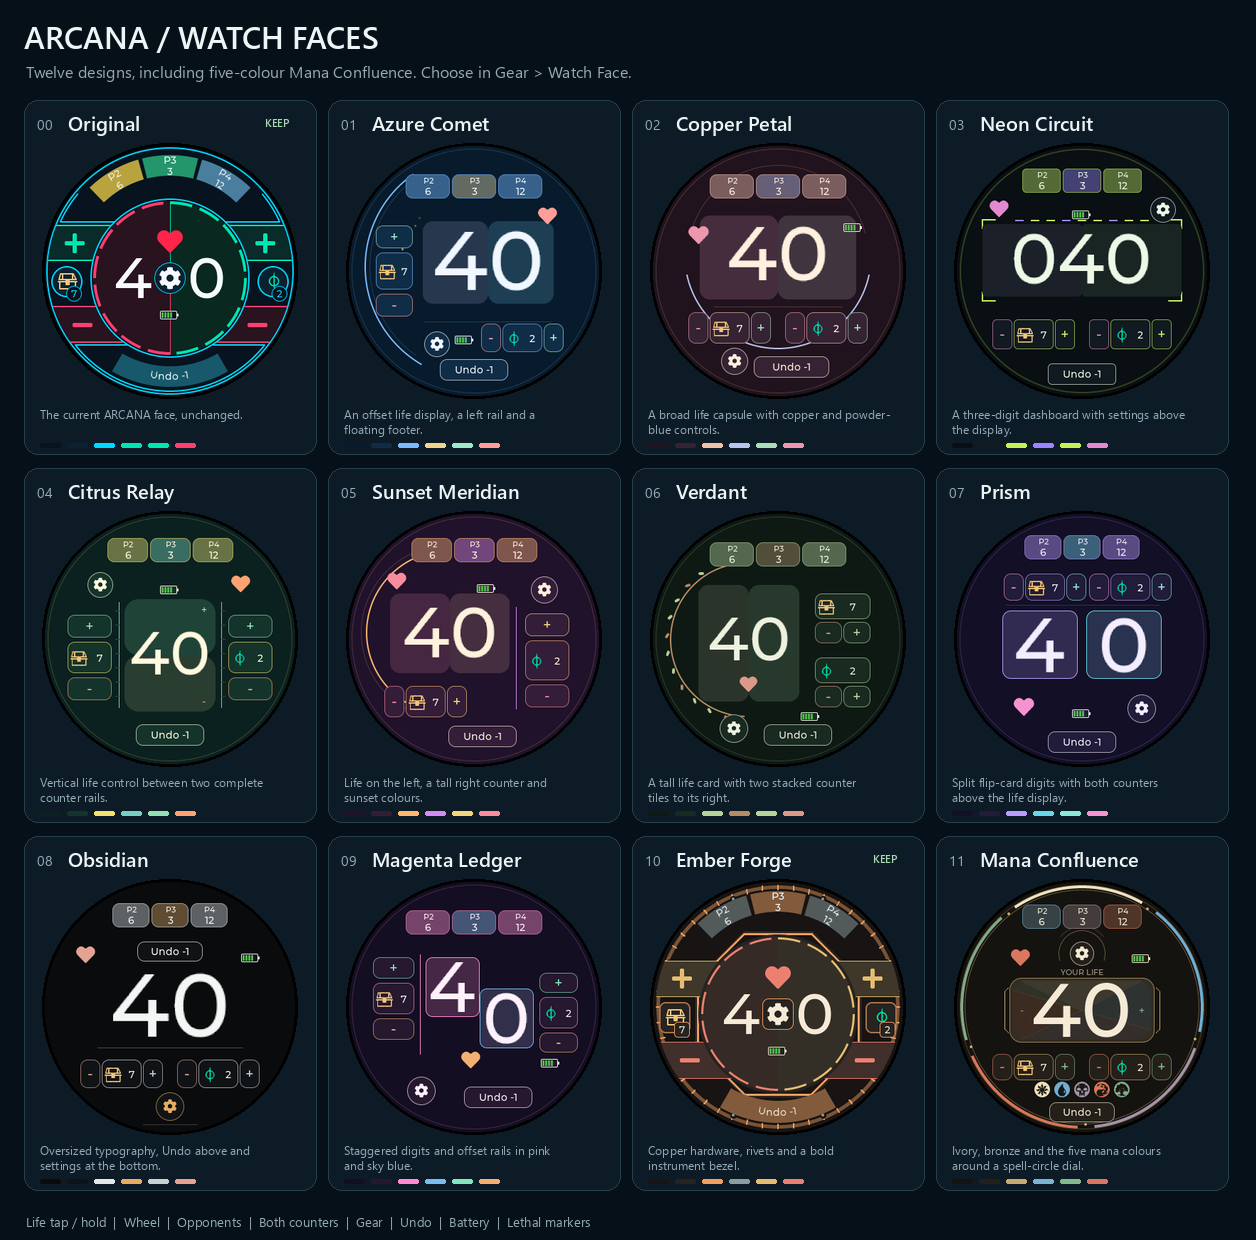 ARCANA / WATCH FACES
Twelve designs, including five-colour Mana Confluence. Choose in Gear > Watch Face.
00 Original KEEP
P2 6
P3 3
P4 12
+ +
4 0
7 2
- -
Undo -1
The current ARCANA face, unchanged.
01 Azure Comet
P2 P3 P4
6 3 12
+
40
7
-
- 2 +
Undo -1
An offset life display, a left rail and a
floating footer.
02 Copper Petal
P2 P3 P4
6 3 12
40
- 7 + - 2 +
Undo -1
A broad life capsule with copper and powder-
blue controls.
03 Neon Circuit
P2 P3 P4
6 3 12
040
- 7 + - 2 +
Undo -1
A three-digit dashboard with settings above
the display.
04 Citrus Relay
P2 P3 P4
6 3 12
+
+ +
40
7 2
- -
-
Undo -1
Vertical life control between two complete
counter rails.
05 Sunset Meridian
P2 P3 P4
6 3 12
+
40
2
-
- 7 +
Undo -1
Life on the left, a tall right counter and
sunset colours.
06 Verdant
P2 P3 P4
6 3 12
7
- +
40
2
- +
Undo -1
A tall life card with two stacked counter
tiles to its right.
07 Prism
P2 P3 P4
6 3 12
- 7 + - 2 +
4 0
Undo -1
Split flip-card digits with both counters
above the life display.
08 Obsidian
P2 P3 P4
6 3 12
Undo -1
40
- 7 + - 2 +
Oversized typography, Undo above and
settings at the bottom.
09 Magenta Ledger
P2 P3 P4
6 3 12
+
4
+
7
0
2
-
-
Undo -1
Staggered digits and offset rails in pink
and sky blue.
10 Ember Forge KEEP
P2 6
P3 3
P4 12
+ +
4 0
7 2
- -
Undo -1
Copper hardware, rivets and a bold
instrument bezel.
11 Mana Confluence
P2 P3 P4
6 3 12
YOUR LIFE
- 40 +
- 7 + - 2 +
Undo -1
Ivory, bronze and the five mana colours
around a spell-circle dial.
Life tap / hold | Wheel | Opponents | Both counters | Gear | Undo | Battery | Lethal markers